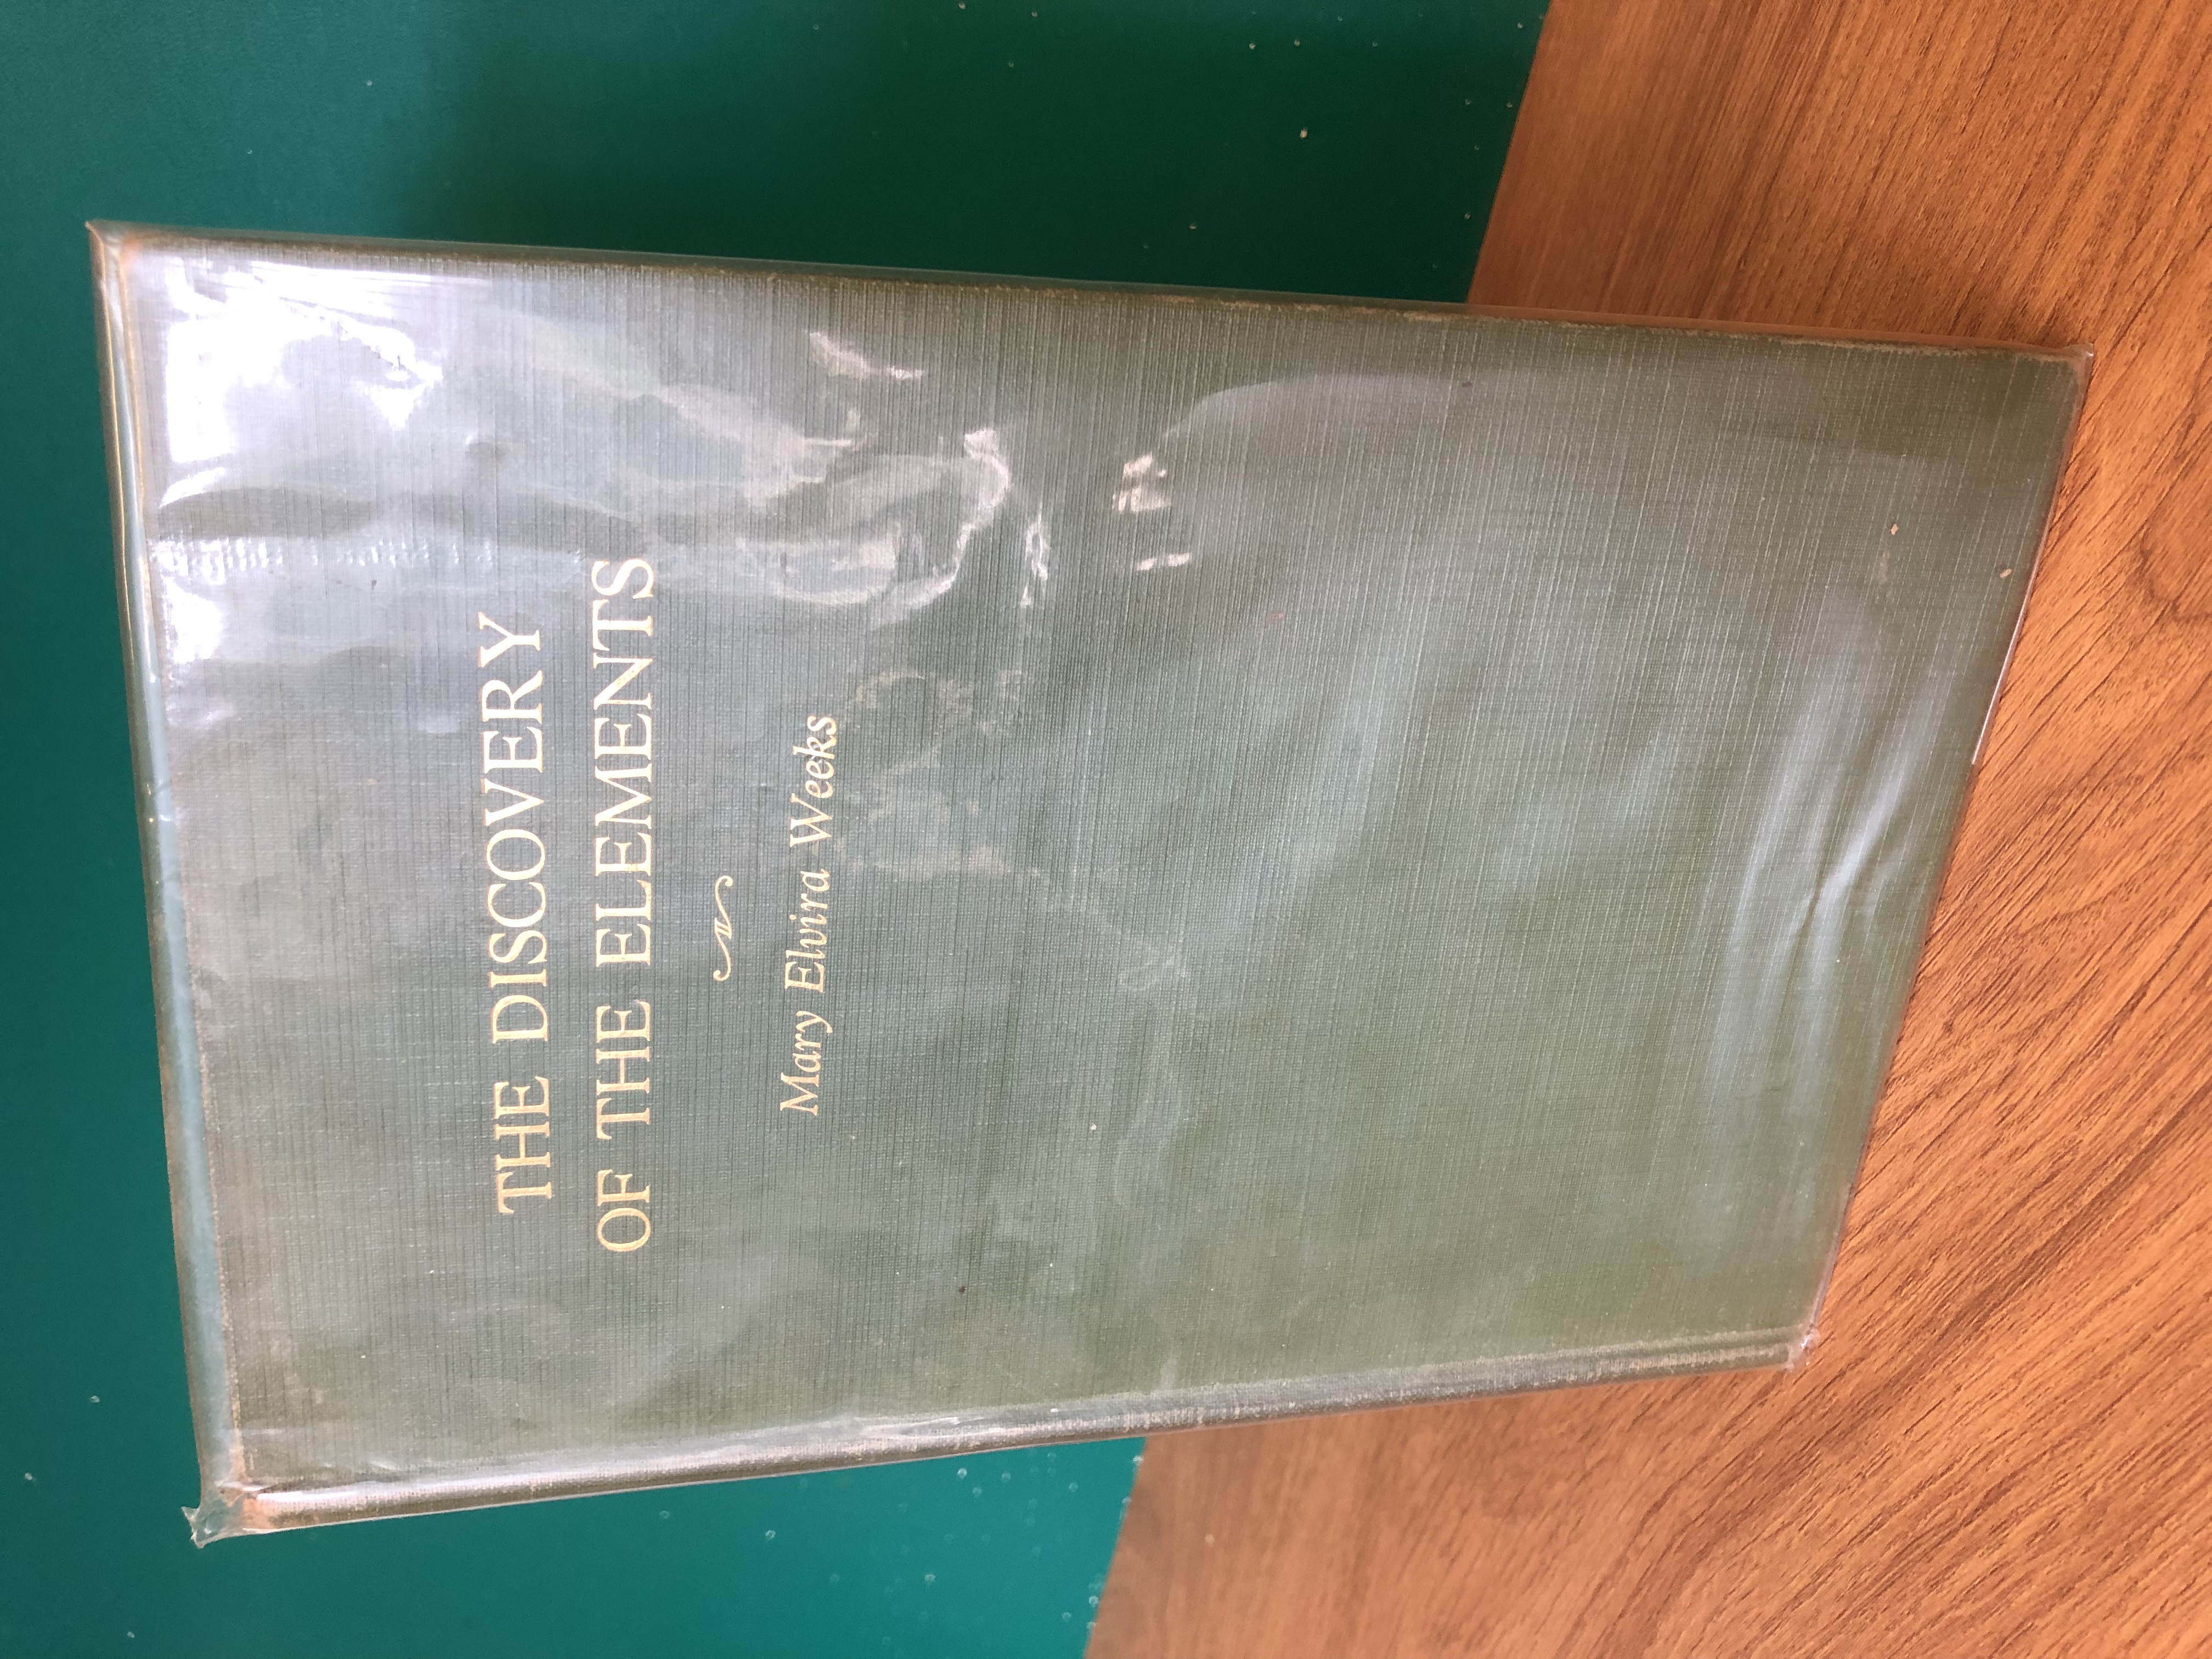 THE DISCOVERY
OF THE ELEMENTS
Mary Elvira Weeks